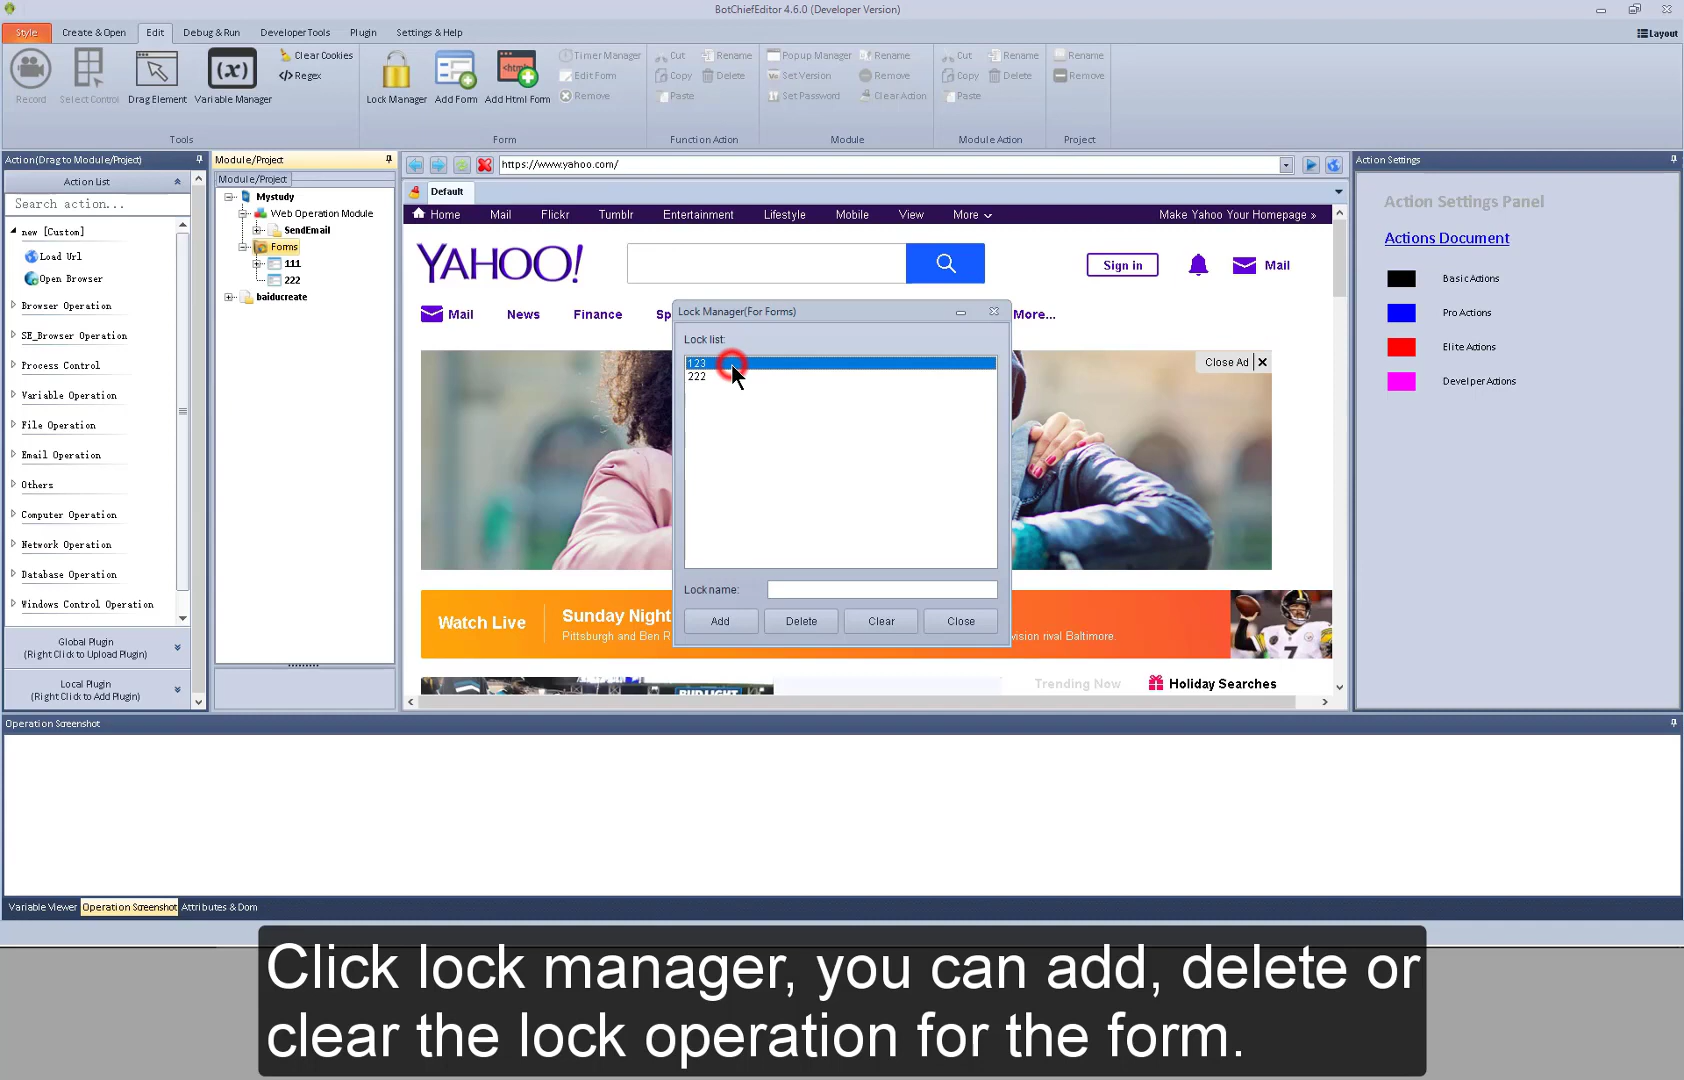 BotChiefEditor 4.6.0 (Developer Version)
Style Create & Open Edit Debug & Run Developer Tools Plugin Settings & Help Layout
Record
Select Control
Drag Element
Variable Manager
Clear Cookies
</> Regex
Tools
Lock Manager
Add Form
Add Html Form
Timer Manager
Edit Form
Remove
Form
Cut Rename
Copy Delete
Paste
Function Action
Popup Manager Rename
Set Version Remove
Set Password Clear Action
Module
Cut Rename
Copy Delete
Paste
Module Action
Rename
Remove
Project
Action(Drag to Module/Project)
Action List
Search action...
new [Custom]
Load Url
Open Browser
Browser Operation
SE_Browser Operation
Process Control
Variable Operation
File Operation
Email Operation
Others
Computer Operation
Network Operation
Database Operation
Windows Control Operation
Global Plugin
(Right Click to Upload Plugin)
Local Plugin
(Right Click to Add Plugin)
Module/Project
Module/Project
Mystudy
Web Operation Module
SendEmail
Forms
111
222
baiducreate
https://www.yahoo.com/
Default
Home Mail Flickr Tumblr Entertainment Lifestyle Mobile View More Make Yahoo Your Homepage »
YAHOO!
Sign in
Mail
Mail News Finance Sp More...
Close Ad
Lock Manager(For Forms)
Lock list:
123
222
Lock name:
Add Delete Clear Close
Watch Live
Sunday Night
Pittsburgh and Ben R
vision rival Baltimore.
7
BUD LIGHT
Trending Now
Holiday Searches
Action Settings
Action Settings Panel
Actions Document
Basic Actions
Pro Actions
Elite Actions
Develper Actions
Operation Screenshot
Variable Viewer Operation Screenshot Attributes & Dom
Click lock manager, you can add, delete or
clear the lock operation for the form.